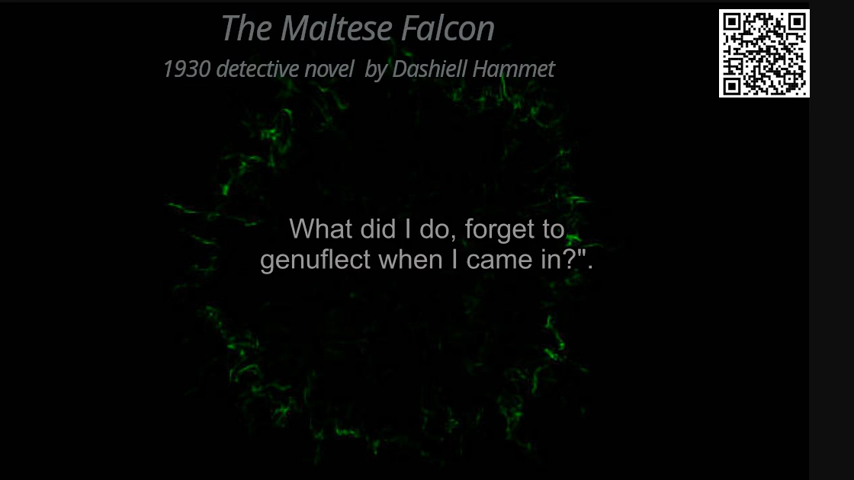 The Maltese Falcon
1930 detective novel by Dashiell Hammet
What did I do, forget to
genuflect when I came in?".